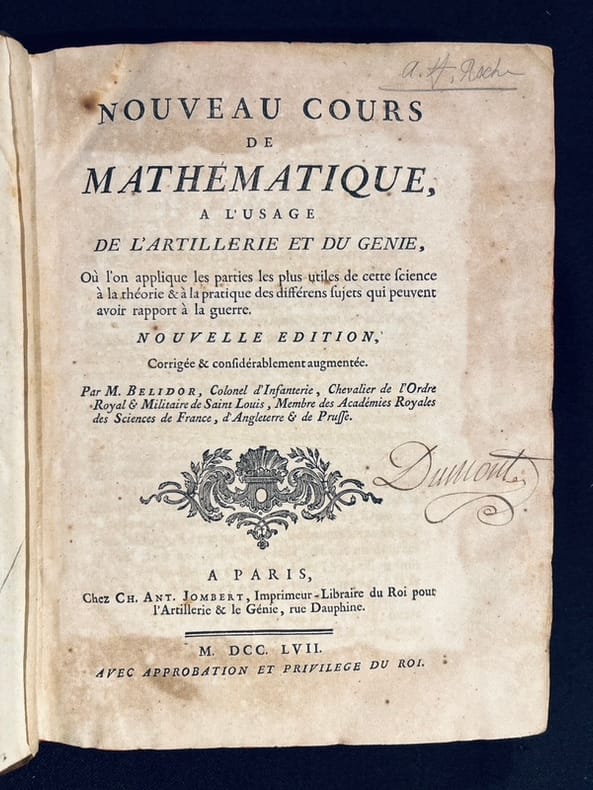 a. H. Roche
NOUVEAU COURS
DE
MATHÉMATIQUE,
A L'USAGE
DE L'ARTILLERIE ET DU GENIE,
Où l'on applique les parties les plus utiles de cette ſcience
à la théorie & à la pratique des différens ſujets qui peuvent
avoir rapport à la guerre.
NOUVELLE EDITION,
Corrigée & conſidérablement augmentée.
Par M. BELIDOR, Colonel d'Infanterie, Chevalier de l'Ordre
Royal & Militaire de Saint Louis, Membre des Académies Royales
des Sciences de France, d'Angleterre & de Pruſſe.
Dumont
A PARIS,
Chez CH. ANT. JOMBERT, Imprimeur-Libraire du Roi pour
l'Artillerie & le Génie, rue Dauphine.
M. DCC. LVII.
AVEC APPROBATION ET PRIVILEGE DU ROI.